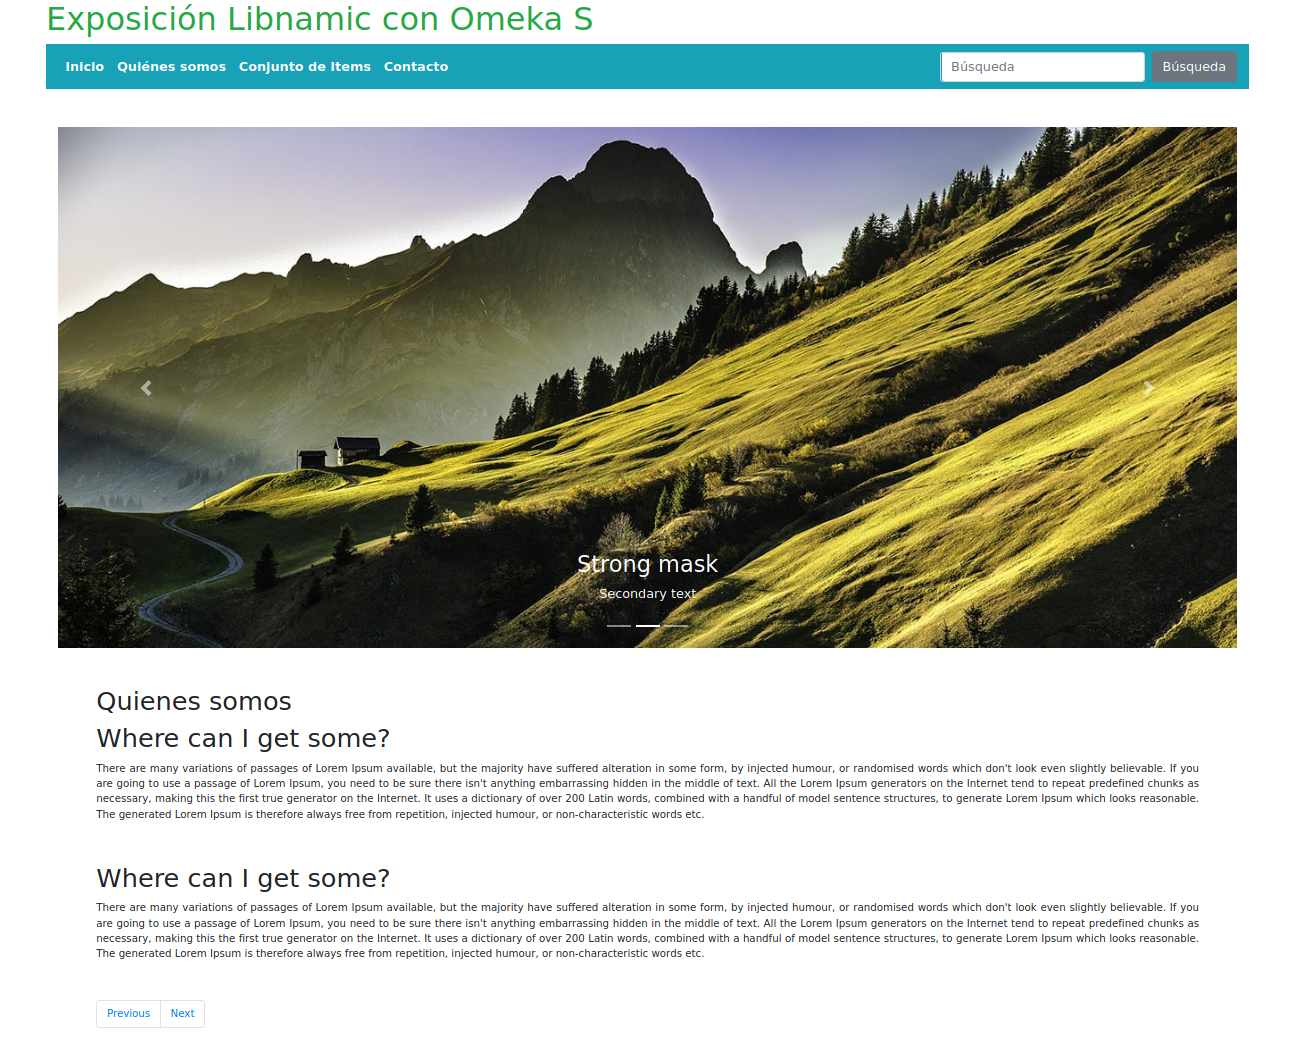 Exposición Libnamic con Omeka S
Inicio Quiénes somos Conjunto de Items Contacto Búsqueda Búsqueda
Strong mask
Secondary text
Quienes somos
Where can I get some?
There are many variations of passages of Lorem Ipsum available, but the majority have suffered alteration in some form, by injected humour, or randomised words which don't look even slightly believable. If you
are going to use a passage of Lorem Ipsum, you need to be sure there isn't anything embarrassing hidden in the middle of text. All the Lorem Ipsum generators on the Internet tend to repeat predefined chunks as
necessary, making this the first true generator on the Internet. It uses a dictionary of over 200 Latin words, combined with a handful of model sentence structures, to generate Lorem Ipsum which looks reasonable.
The generated Lorem Ipsum is therefore always free from repetition, injected humour, or non-characteristic words etc.
Where can I get some?
There are many variations of passages of Lorem Ipsum available, but the majority have suffered alteration in some form, by injected humour, or randomised words which don't look even slightly believable. If you
are going to use a passage of Lorem Ipsum, you need to be sure there isn't anything embarrassing hidden in the middle of text. All the Lorem Ipsum generators on the Internet tend to repeat predefined chunks as
necessary, making this the first true generator on the Internet. It uses a dictionary of over 200 Latin words, combined with a handful of model sentence structures, to generate Lorem Ipsum which looks reasonable.
The generated Lorem Ipsum is therefore always free from repetition, injected humour, or non-characteristic words etc.
Previous Next